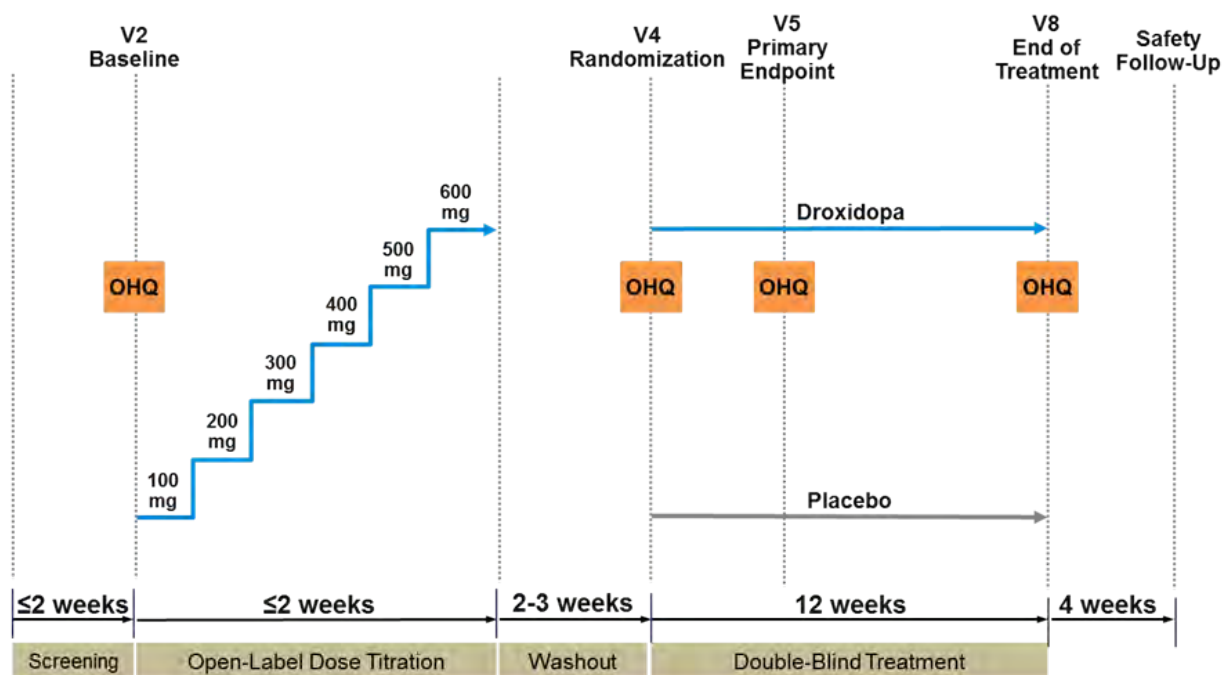 V2
Baseline
V4
Randomization
V5
Primary
Endpoint
V8
End of
Treatment
Safety
Follow-Up
600
mg
500
mg
400
mg
300
mg
200
mg
100
mg
Droxidopa
OHQ
OHQ
OHQ
OHQ
Placebo
≤2 weeks
≤2 weeks
2-3 weeks
12 weeks
4 weeks
Screening
Open-Label Dose Titration
Washout
Double-Blind Treatment